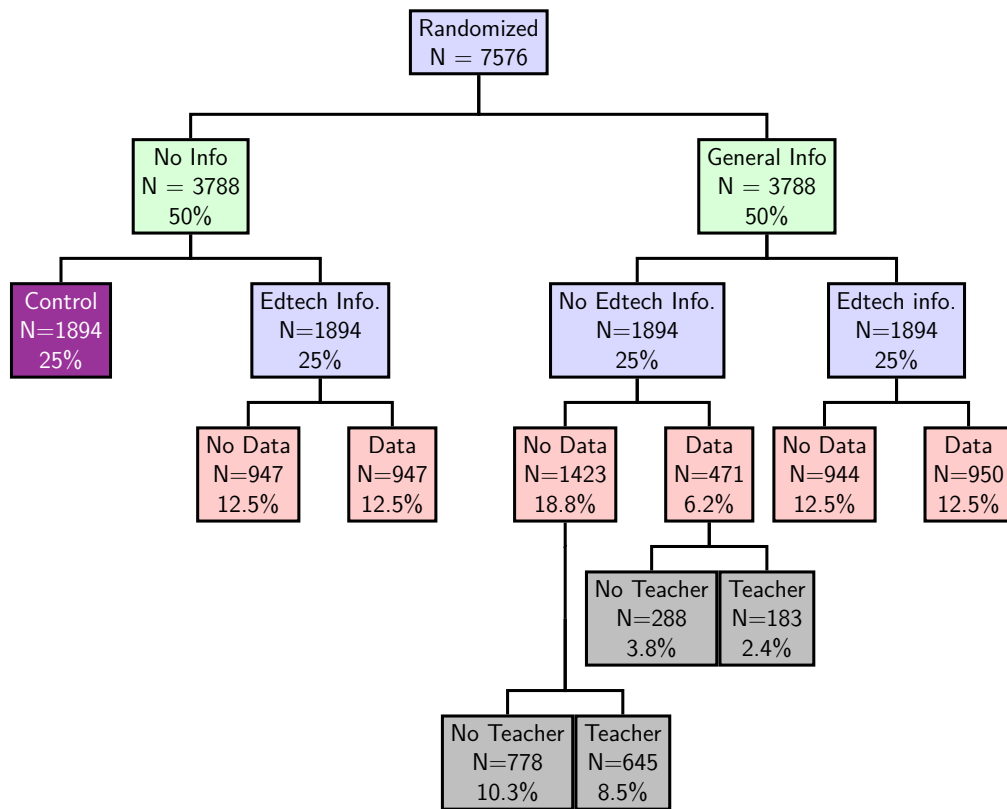 Randomized
N = 7576
No Info
N = 3788
50%
General Info
N = 3788
50%
Control
N=1894
25%
Edtech Info.
N=1894
25%
No Edtech Info.
N=1894
25%
Edtech info.
N=1894
25%
No Data
N=947
12.5%
Data
N=947
12.5%
No Data
N=1423
18.8%
Data
N=471
6.2%
No Data
N=944
12.5%
Data
N=950
12.5%
No Teacher
N=288
3.8%
Teacher
N=183
2.4%
No Teacher
N=778
10.3%
Teacher
N=645
8.5%